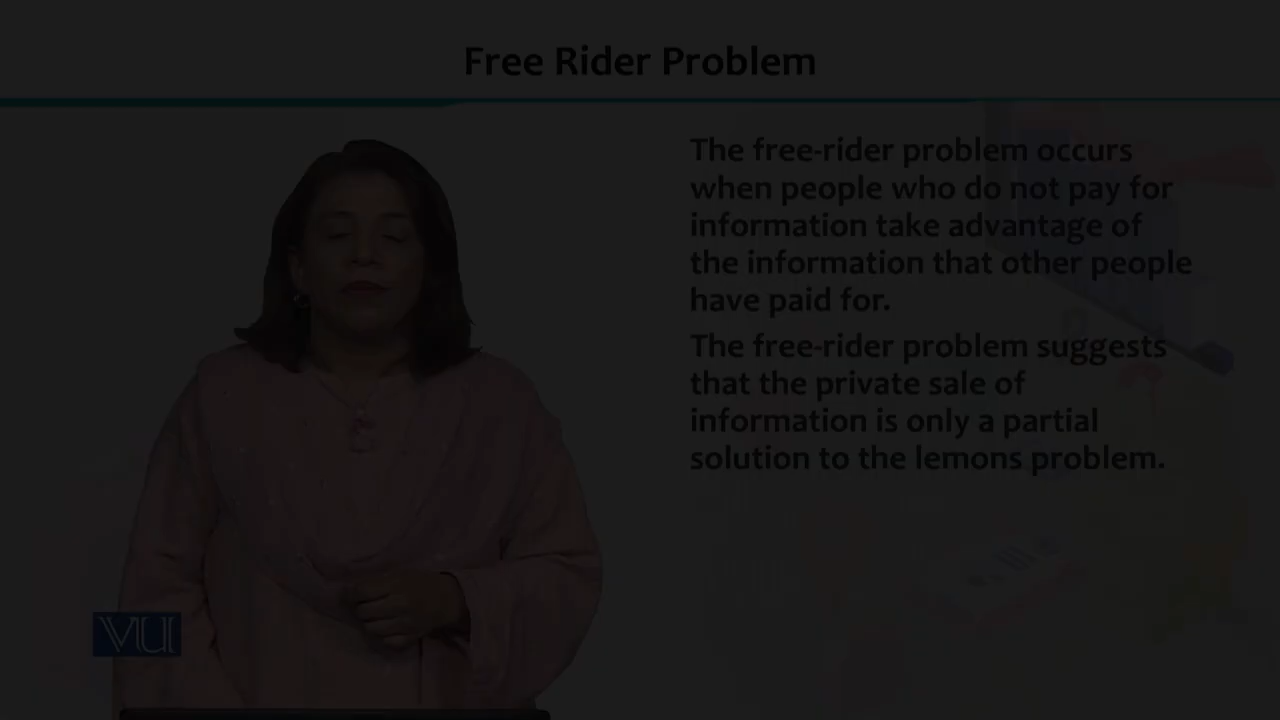 Free Rider Problem
The free-rider problem occurs
when people who do not pay for
information take advantage of
the information that other people
have paid for.
The free-rider problem suggests
that the private sale of
information is only a partial
solution to the lemons problem.
VU